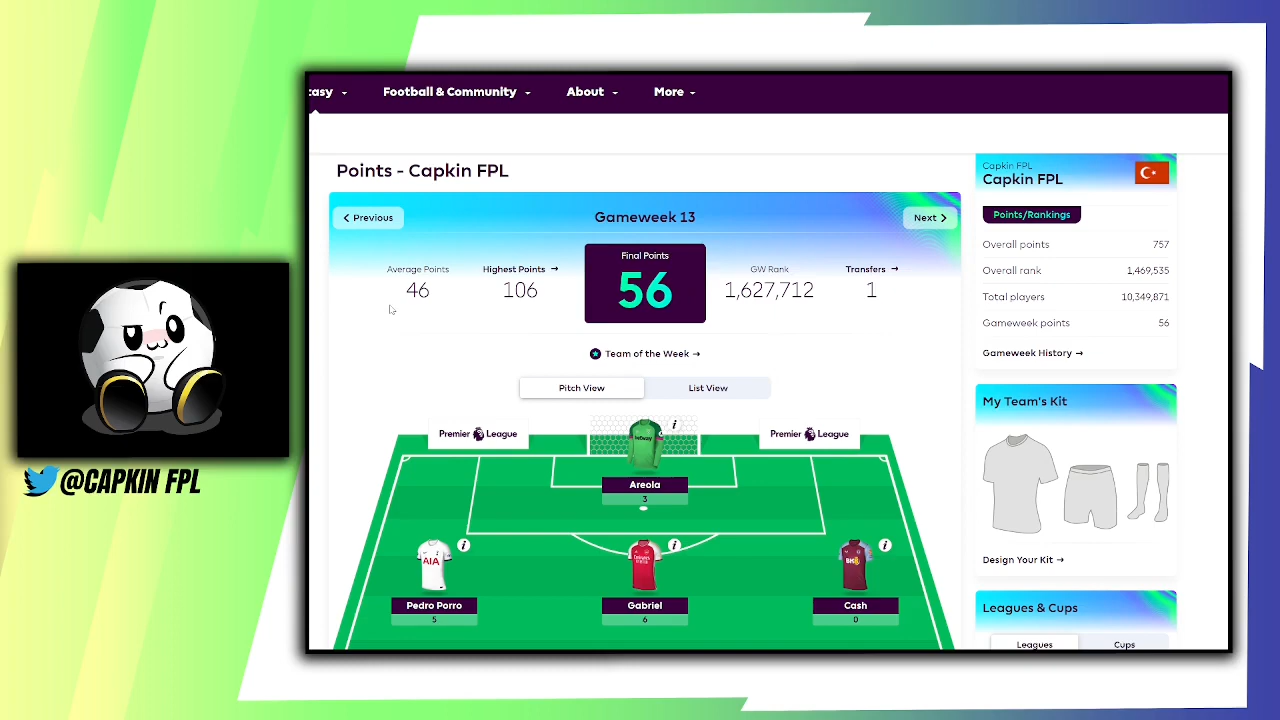 tasy
Football & Community
About
More
Points - Capkin FPL
Previous
Gameweek 13
Next
Average Points
46
Highest Points →
106
Final Points
56
GW Rank
1,627,712
Transfers →
1
Team of the Week →
Pitch View
List View
Premier League
Premier League
betway
Areola
3
AIA
Pedro Porro
5
Gabriel
6
Cash
0
Capkin FPL
Capkin FPL
Points/Rankings
Overall points 757
Overall rank 1,469,535
Total players 10,349,871
Gameweek points 56
Gameweek History →
My Team's Kit
Design Your Kit →
Leagues & Cups
Leagues
Cups
@CAPKIN FPL